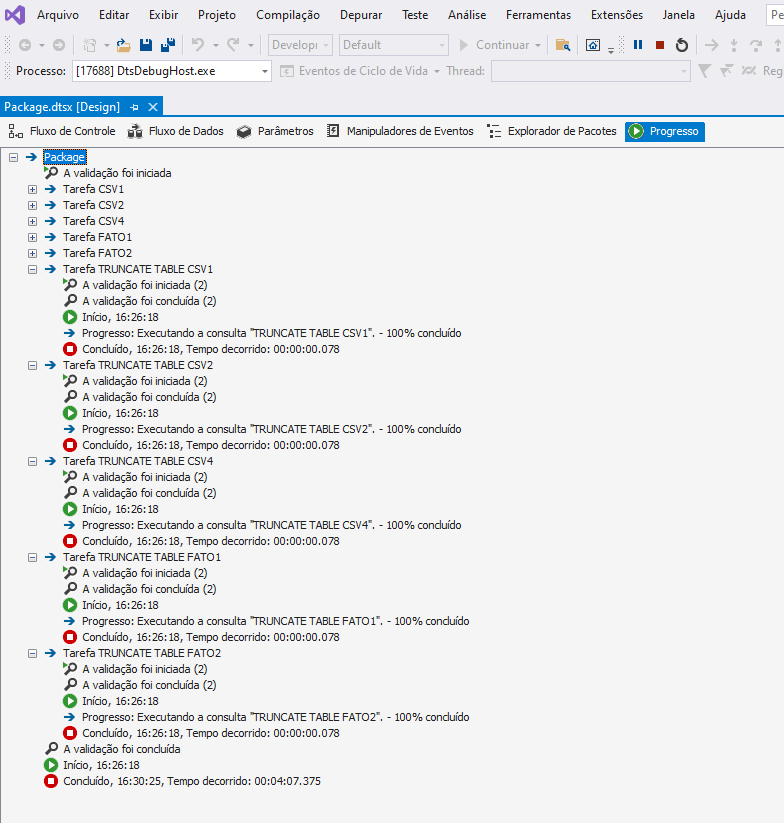 Arquivo Editar Exibir Projeto Compilação Depurar Teste Análise Ferramentas Extensões Janela Ajuda Pe
Developi Default Continuar
Processo: [17688] DtsDebugHost.exe Eventos de Ciclo de Vida Thread: Reg
Package.dtsx [Design]
Fluxo de Controle Fluxo de Dados Parâmetros Manipuladores de Eventos Explorador de Pacotes Progresso
Package
A validação foi iniciada
Tarefa CSV1
Tarefa CSV2
Tarefa CSV4
Tarefa FATO1
Tarefa FATO2
Tarefa TRUNCATE TABLE CSV1
A validação foi iniciada (2)
A validação foi concluída (2)
Início, 16:26:18
Progresso: Executando a consulta "TRUNCATE TABLE CSV1". - 100% concluído
Concluído, 16:26:18, Tempo decorrido: 00:00:00.078
Tarefa TRUNCATE TABLE CSV2
A validação foi iniciada (2)
A validação foi concluída (2)
Início, 16:26:18
Progresso: Executando a consulta "TRUNCATE TABLE CSV2". - 100% concluído
Concluído, 16:26:18, Tempo decorrido: 00:00:00.078
Tarefa TRUNCATE TABLE CSV4
A validação foi iniciada (2)
A validação foi concluída (2)
Início, 16:26:18
Progresso: Executando a consulta "TRUNCATE TABLE CSV4". - 100% concluído
Concluído, 16:26:18, Tempo decorrido: 00:00:00.078
Tarefa TRUNCATE TABLE FATO1
A validação foi iniciada (2)
A validação foi concluída (2)
Início, 16:26:18
Progresso: Executando a consulta "TRUNCATE TABLE FATO1". - 100% concluído
Concluído, 16:26:18, Tempo decorrido: 00:00:00.078
Tarefa TRUNCATE TABLE FATO2
A validação foi iniciada (2)
A validação foi concluída (2)
Início, 16:26:18
Progresso: Executando a consulta "TRUNCATE TABLE FATO2". - 100% concluído
Concluído, 16:26:18, Tempo decorrido: 00:00:00.078
A validação foi concluída
Início, 16:26:18
Concluído, 16:30:25, Tempo decorrido: 00:04:07.375